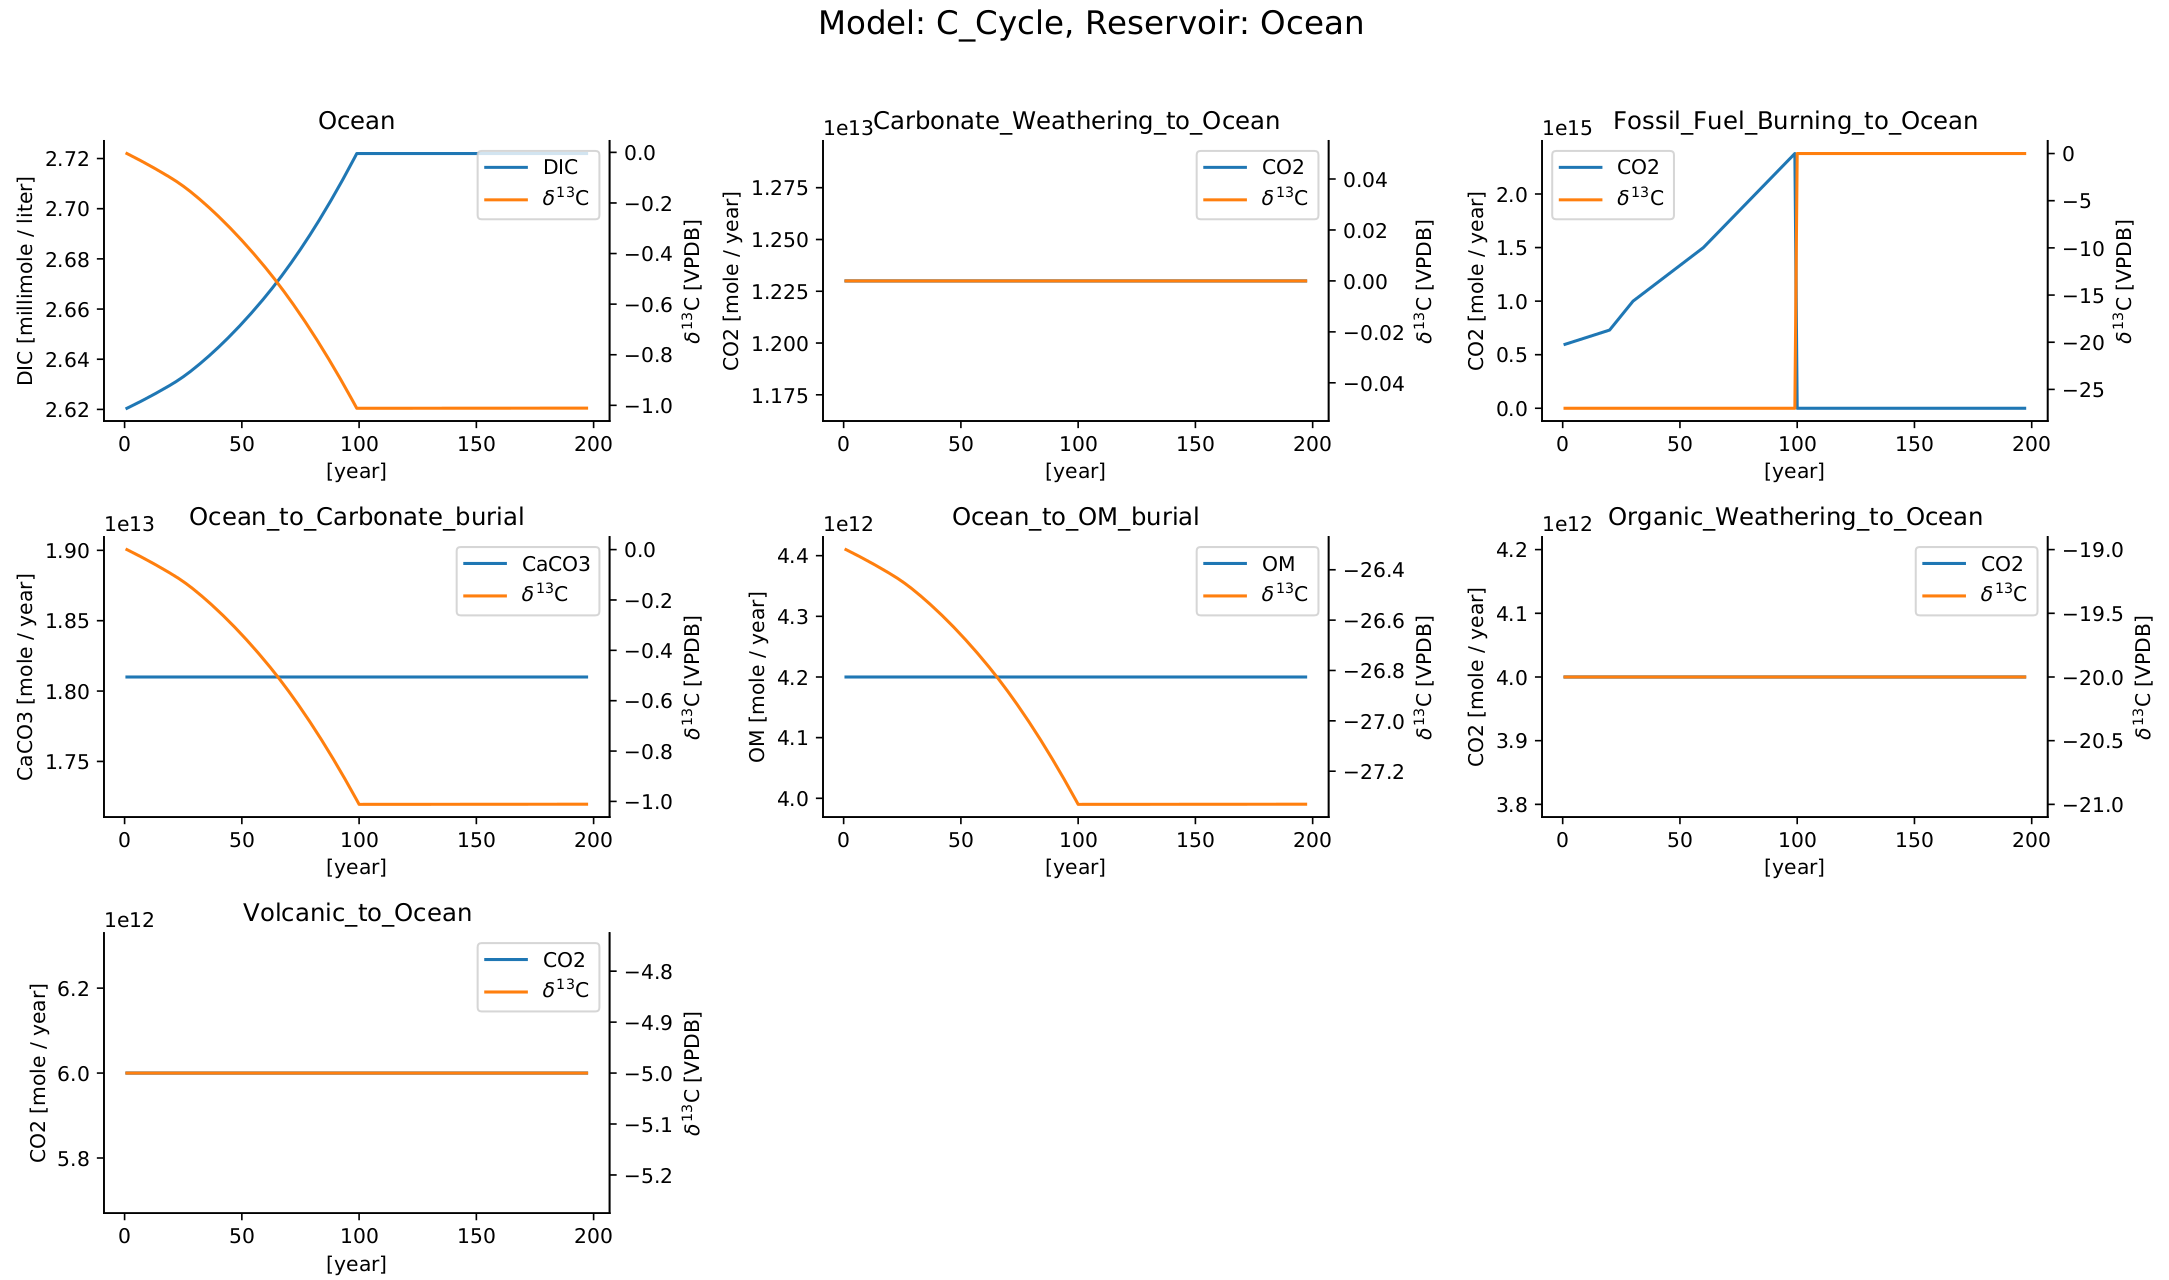 Model: C_Cycle, Reservoir: Ocean
Ocean
DIC [millimole / liter]
2.72
2.70
2.68
2.66
2.64
2.62
0.0
−0.2
−0.4
−0.6
−0.8
−1.0
δ¹³C [VPDB]
DIC
δ¹³C
0 50 100 150 200
[year]
1e13
Carbonate_Weathering_to_Ocean
CO2 [mole / year]
1.275
1.250
1.225
1.200
1.175
0.04
0.02
0.00
−0.02
−0.04
δ¹³C [VPDB]
CO2
δ¹³C
0 50 100 150 200
[year]
1e15
Fossil_Fuel_Burning_to_Ocean
CO2 [mole / year]
2.0
1.5
1.0
0.5
0.0
0
−5
−10
−15
−20
−25
δ¹³C [VPDB]
CO2
δ¹³C
0 50 100 150 200
[year]
1e13
Ocean_to_Carbonate_burial
CaCO3 [mole / year]
1.90
1.85
1.80
1.75
0.0
−0.2
−0.4
−0.6
−0.8
−1.0
δ¹³C [VPDB]
CaCO3
δ¹³C
0 50 100 150 200
[year]
1e12
Ocean_to_OM_burial
OM [mole / year]
4.4
4.3
4.2
4.1
4.0
−26.4
−26.6
−26.8
−27.0
−27.2
δ¹³C [VPDB]
OM
δ¹³C
0 50 100 150 200
[year]
1e12
Organic_Weathering_to_Ocean
CO2 [mole / year]
4.2
4.1
4.0
3.9
3.8
−19.0
−19.5
−20.0
−20.5
−21.0
δ¹³C [VPDB]
CO2
δ¹³C
0 50 100 150 200
[year]
1e12
Volcanic_to_Ocean
CO2 [mole / year]
6.2
6.0
5.8
−4.8
−4.9
−5.0
−5.1
−5.2
δ¹³C [VPDB]
CO2
δ¹³C
0 50 100 150 200
[year]